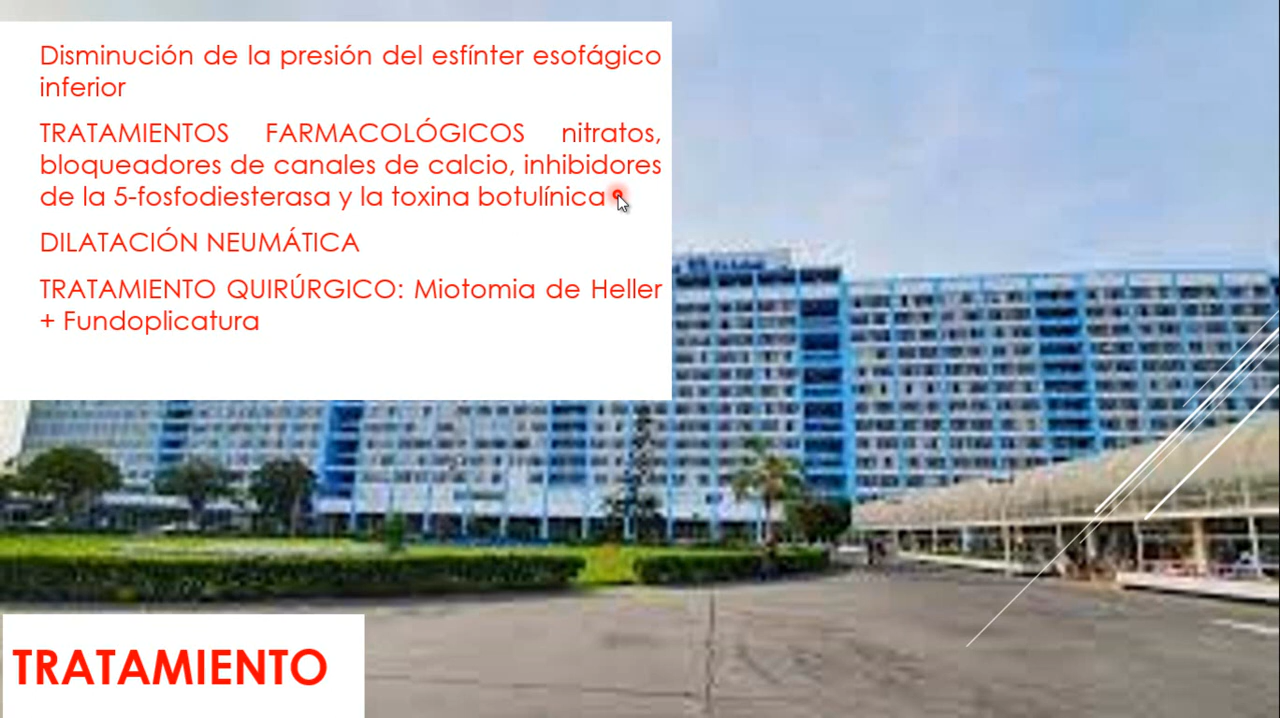 Disminución de la presión del esfínter esofágico
inferior
TRATAMIENTOS FARMACOLÓGICOS nitratos,
bloqueadores de canales de calcio, inhibidores
de la 5-fosfodiesterasa y la toxina botulínica
DILATACIÓN NEUMÁTICA
TRATAMIENTO QUIRÚRGICO: Miotomia de Heller
+ Fundoplicatura
TRATAMIENTO